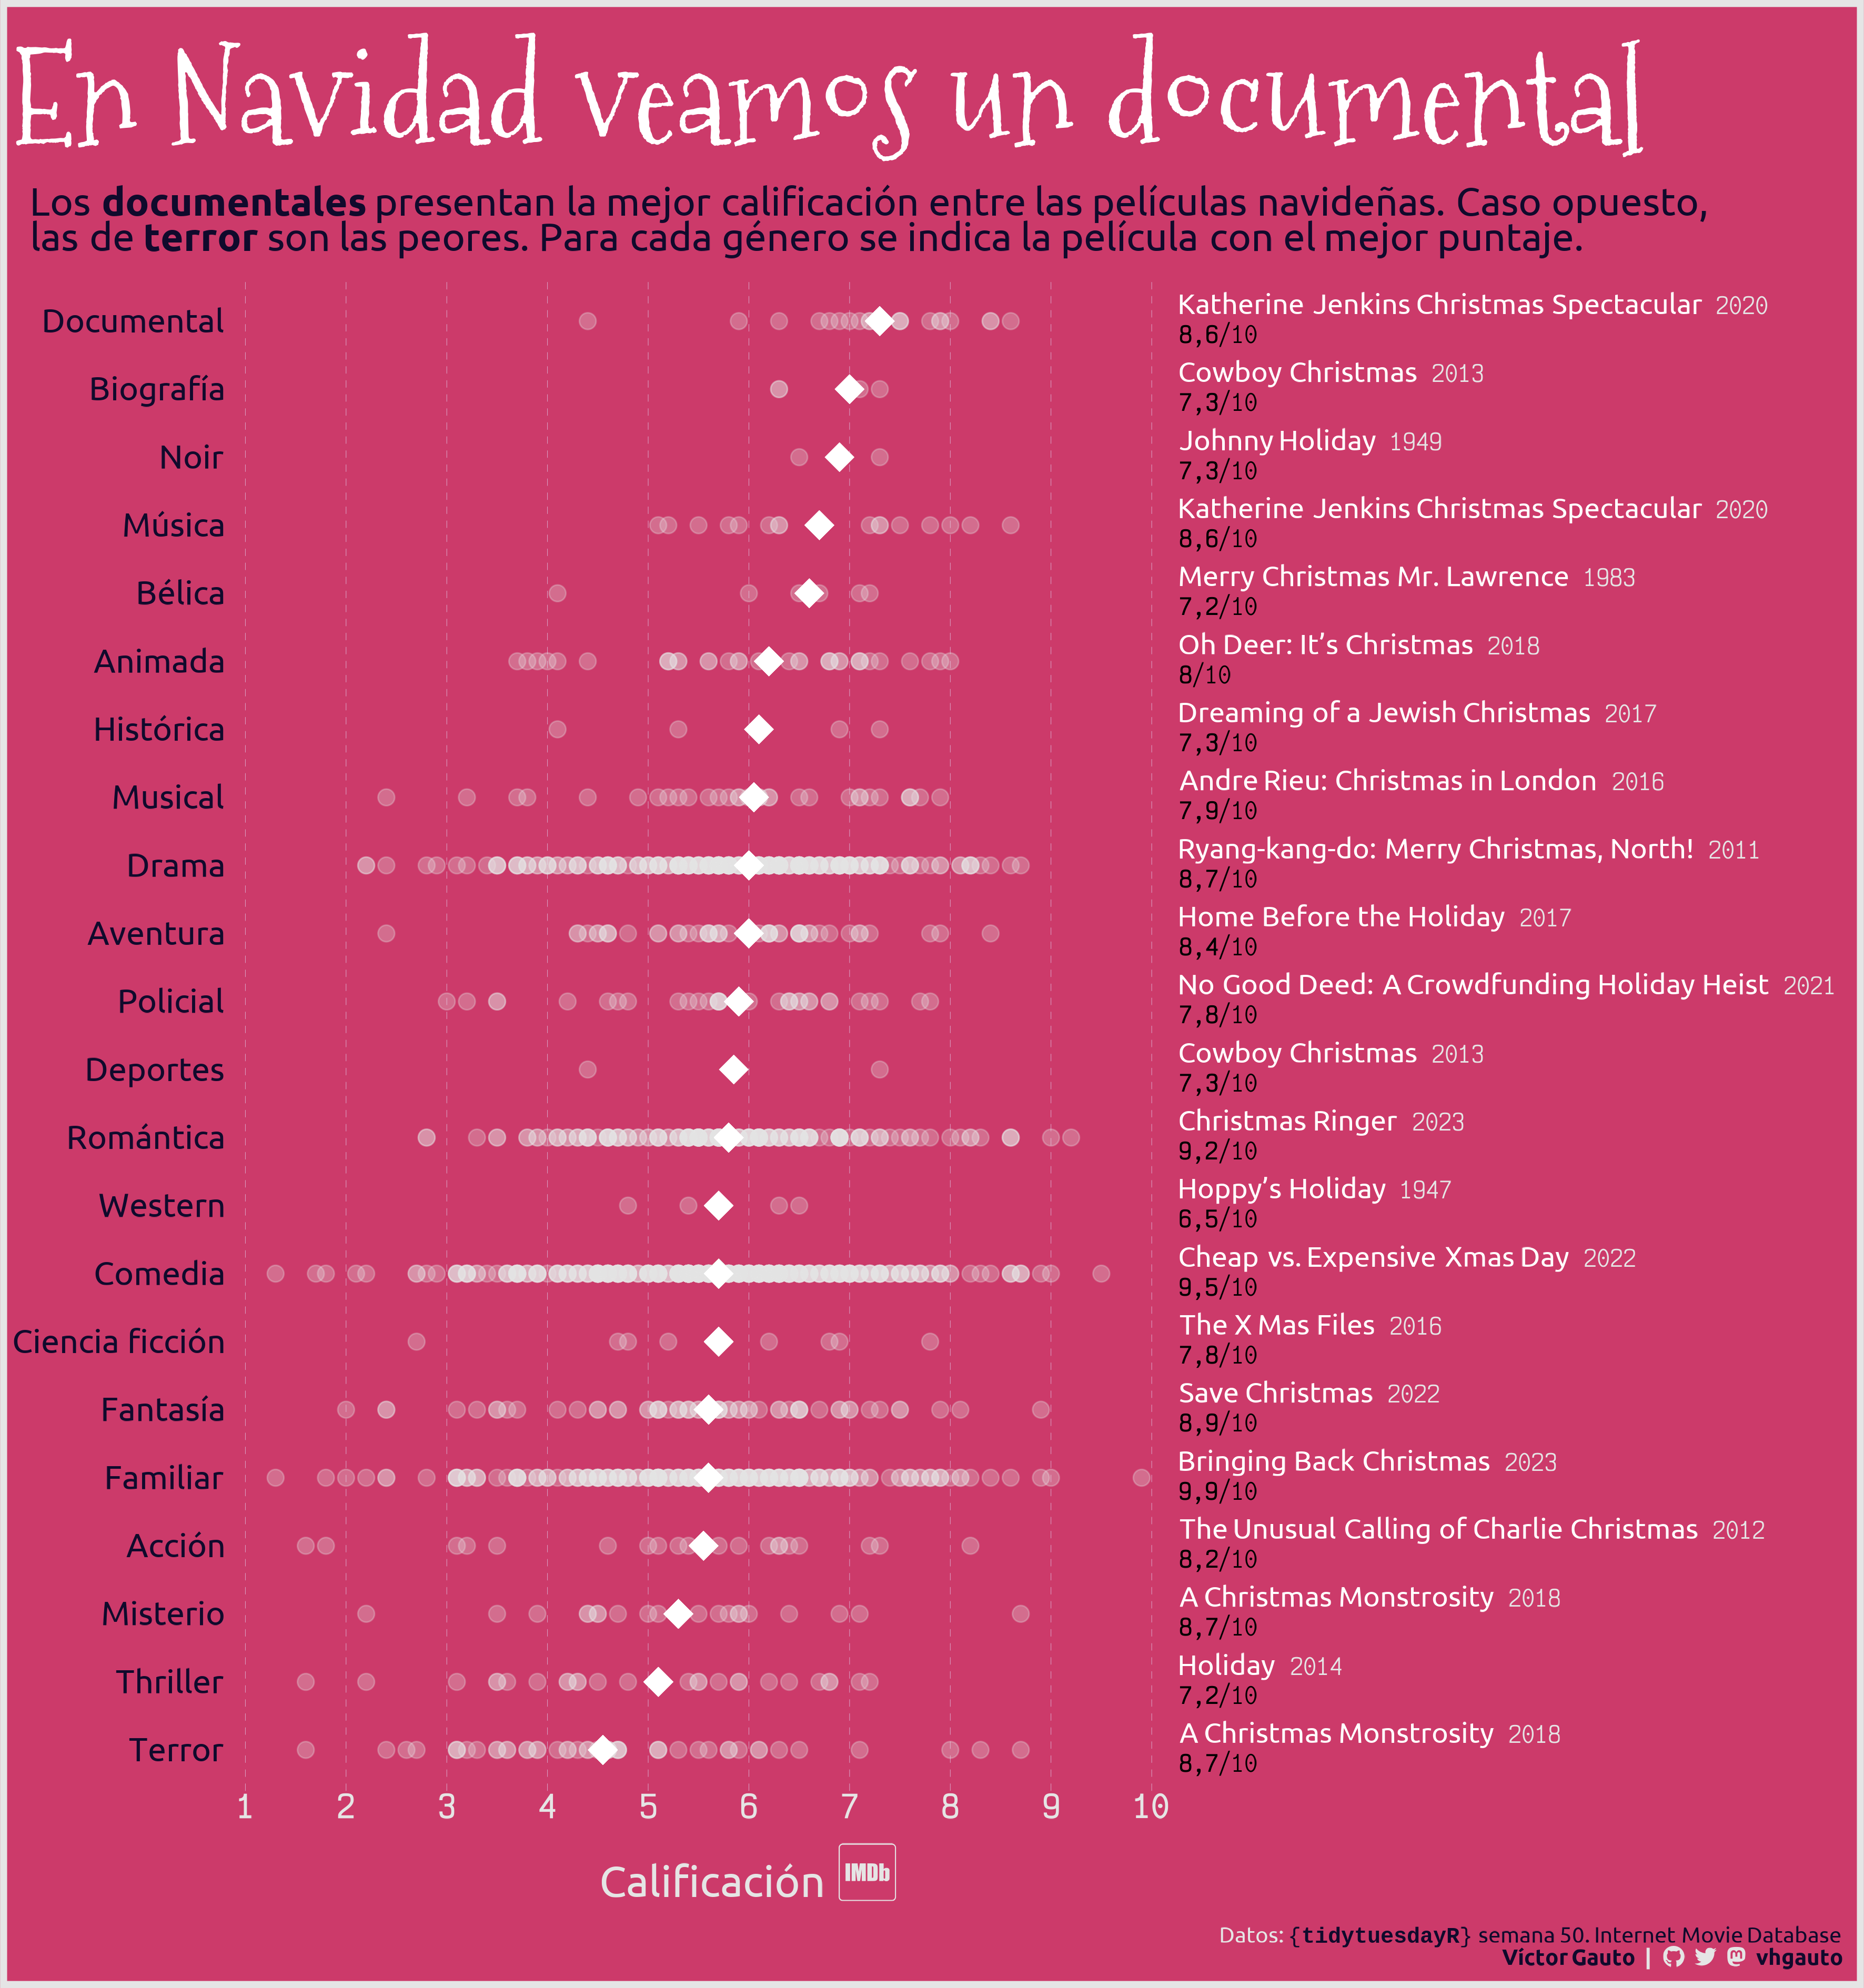 En Navidad veamos un documental
Los documentales presentan la mejor calificación entre las películas navideñas. Caso opuesto,
las de terror son las peores. Para cada género se indica la película con el mejor puntaje.
Documental
Katherine Jenkins Christmas Spectacular 2020
8,6/10
Biografía
Cowboy Christmas 2013
7,3/10
Noir
Johnny Holiday 1949
7,3/10
Música
Katherine Jenkins Christmas Spectacular 2020
8,6/10
Bélica
Merry Christmas Mr. Lawrence 1983
7,2/10
Animada
Oh Deer: It’s Christmas 2018
8/10
Histórica
Dreaming of a Jewish Christmas 2017
7,3/10
Musical
Andre Rieu: Christmas in London 2016
7,9/10
Drama
Ryang-kang-do: Merry Christmas, North! 2011
8,7/10
Aventura
Home Before the Holiday 2017
8,4/10
Policial
No Good Deed: A Crowdfunding Holiday Heist 2021
7,8/10
Deportes
Cowboy Christmas 2013
7,3/10
Romántica
Christmas Ringer 2023
9,2/10
Western
Hoppy’s Holiday 1947
6,5/10
Comedia
Cheap vs. Expensive Xmas Day 2022
9,5/10
Ciencia ficción
The X Mas Files 2016
7,8/10
Fantasía
Save Christmas 2022
8,9/10
Familiar
Bringing Back Christmas 2023
9,9/10
Acción
The Unusual Calling of Charlie Christmas 2012
8,2/10
Misterio
A Christmas Monstrosity 2018
8,7/10
Thriller
Holiday 2014
7,2/10
Terror
A Christmas Monstrosity 2018
8,7/10
1 2 3 4 5 6 7 8 9 10
Calificación IMDb
Datos: {tidytuesdayR} semana 50. Internet Movie Database
Víctor Gauto | vhgauto